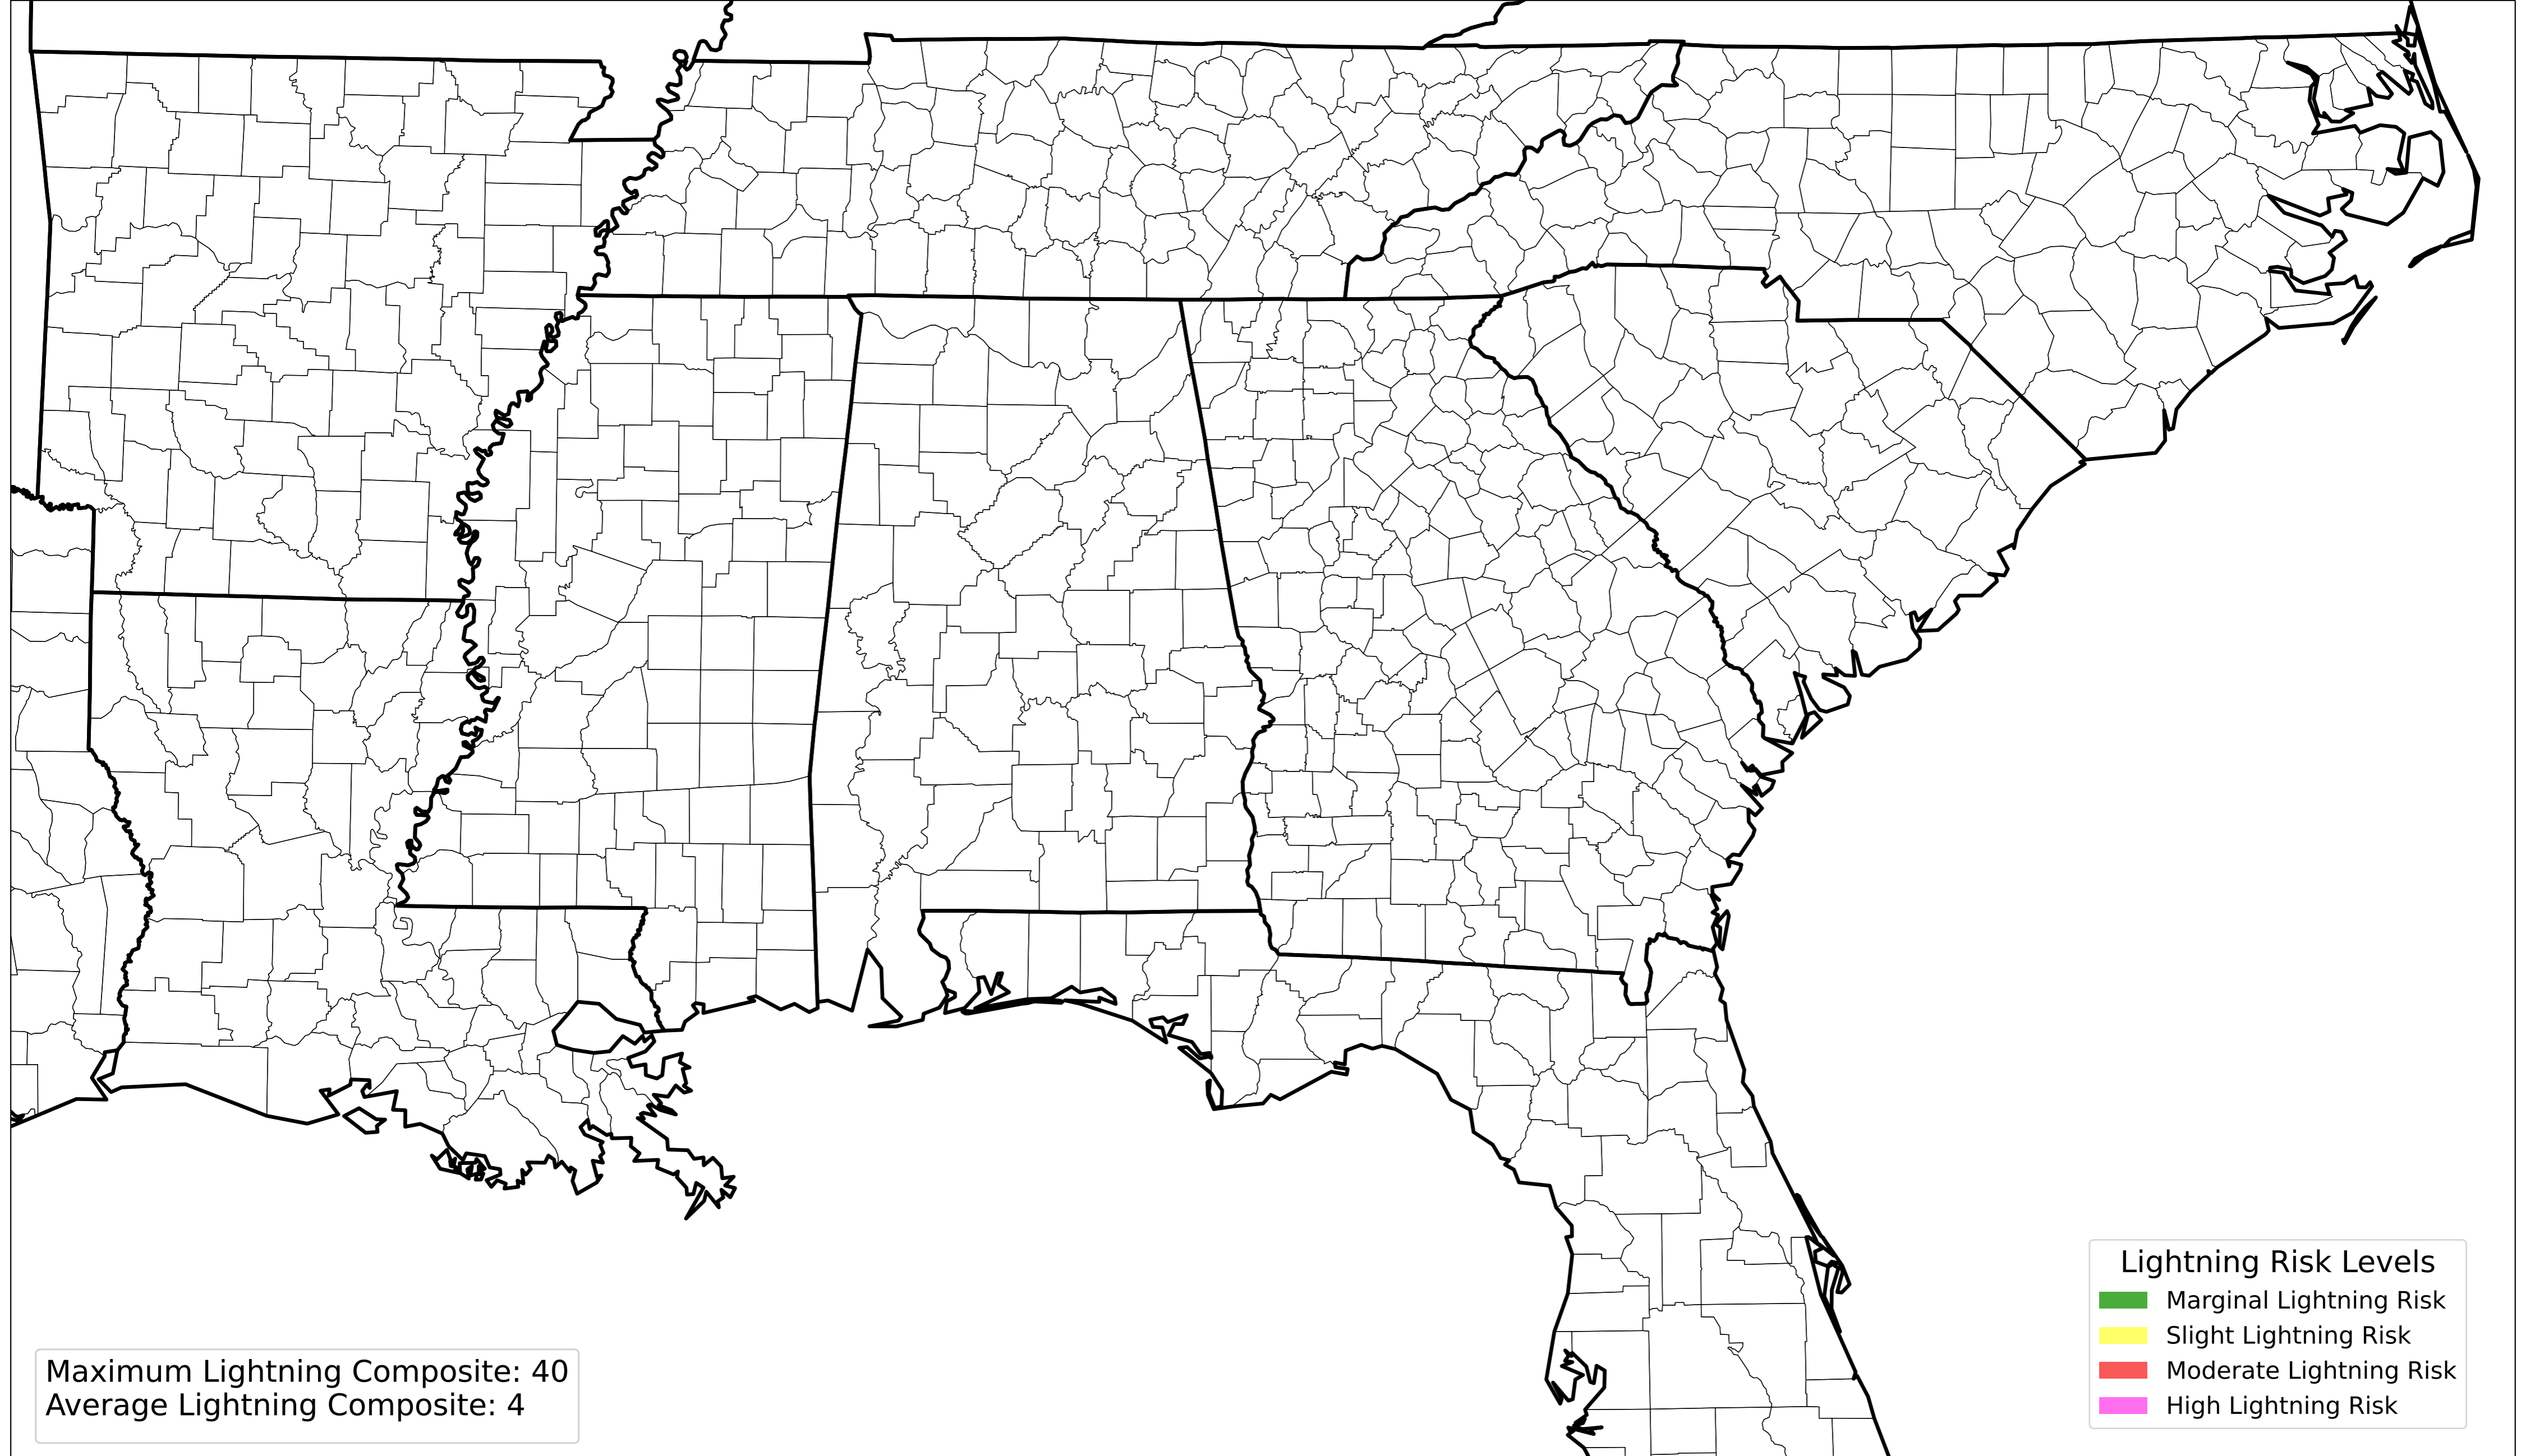 Maximum Lightning Composite: 40
Average Lightning Composite: 4
Lightning Risk Levels
Marginal Lightning Risk
Slight Lightning Risk
Moderate Lightning Risk
High Lightning Risk